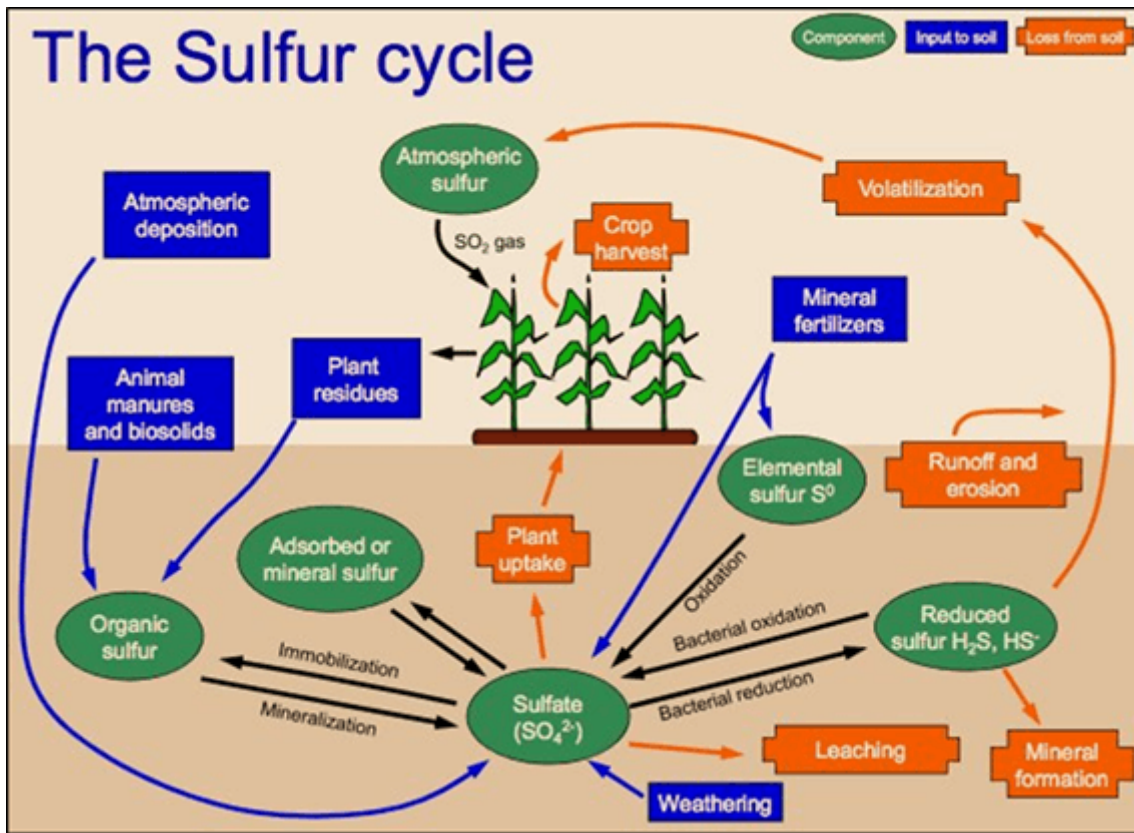 The Sulfur cycle
Component
Input to soil
Loss from soil
Atmospheric
sulfur
Volatilization
Atmospheric
deposition
SO₂ gas
Crop
harvest
Mineral
fertilizers
Plant
residues
Animal
manures
and biosolids
Elemental
sulfur S⁰
Runoff and
erosion
Plant
uptake
Adsorbed or
mineral sulfur
Oxidation
Organic
sulfur
Bacterial oxidation
Reduced
sulfur H₂S, HS⁻
Immobilization
Mineralization
Sulfate
(SO₄²⁻)
Bacterial reduction
Leaching
Mineral
formation
Weathering